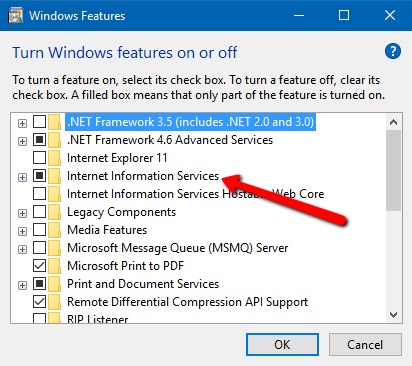 Windows Features
Turn Windows features on or off
?
To turn a feature on, select its check box. To turn a feature off, clear its
check box. A filled box means that only part of the feature is turned on.
.NET Framework 3.5 (includes .NET 2.0 and 3.0)
.NET Framework 4.6 Advanced Services
Internet Explorer 11
Internet Information Services
Internet Information Services Hostable Web Core
Legacy Components
Media Features
Microsoft Message Queue (MSMQ) Server
Microsoft Print to PDF
Print and Document Services
Remote Differential Compression API Support
RIP Listener
OK
Cancel